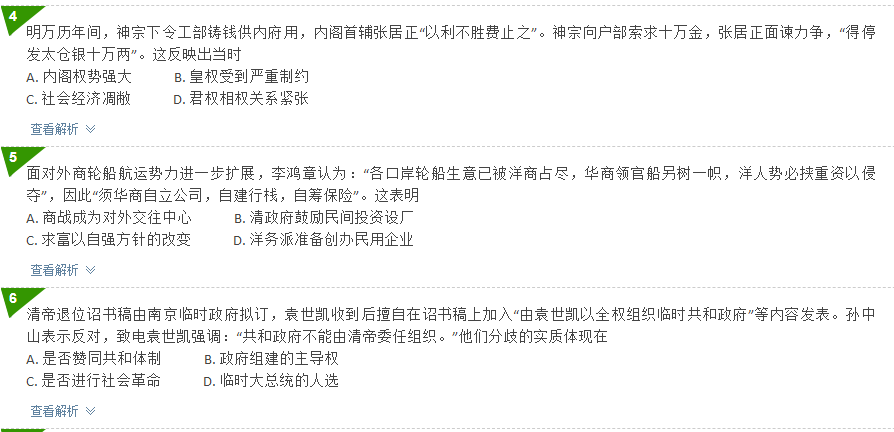 4
明万历年间，神宗下令工部铸钱供内府用，内阁首辅张居正“以利不胜费止之”。神宗向户部索求十万金，张居正面谏力争，“得停
发太仓银十万两”。这反映出当时
A. 内阁权势强大 B. 皇权受到严重制约
C. 社会经济凋敝 D. 君权相权关系紧张
查看解析
5
面对外商轮船航运势力进一步扩展，李鸿章认为：“各口岸轮船生意已被洋商占尽，华商领官船另树一帜，洋人势必挟重资以侵
夺”，因此“须华商自立公司，自建行栈，自筹保险”。这表明
A. 商战成为对外交往中心 B. 清政府鼓励民间投资设厂
C. 求富以自强方针的改变 D. 洋务派准备创办民用企业
查看解析
6
清帝退位诏书稿由南京临时政府拟订，袁世凯收到后擅自在诏书稿上加入“由袁世凯以全权组织临时共和政府”等内容发表。孙中
山表示反对，致电袁世凯强调：“共和政府不能由清帝委任组织。”他们分歧的实质体现在
A. 是否赞同共和体制 B. 政府组建的主导权
C. 是否进行社会革命 D. 临时大总统的人选
查看解析